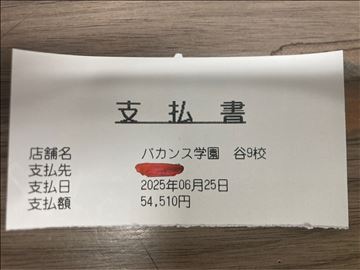 支払書
店舗名 バカンス学園 谷9校
支払先
支払日 2025年06月25日
支払額 54,510円